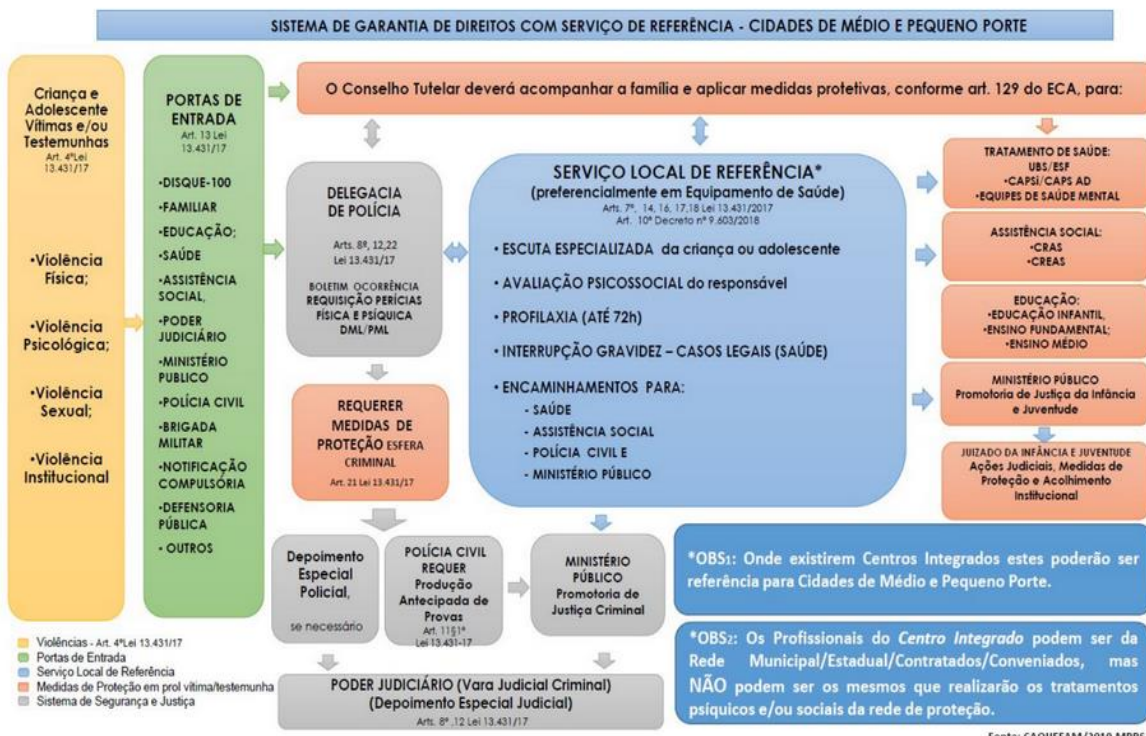 SISTEMA DE GARANTIA DE DIREITOS COM SERVIÇO DE REFERÊNCIA - CIDADES DE MÉDIO E PEQUENO PORTE
Criança e
Adolescente
Vítimas e/ou
Testemunhas
Art. 4ºLei
13.431/17
•Violência
Física;
•Violência
Psicológica;
•Violência
Sexual;
•Violência
Institucional
PORTAS DE
ENTRADA
Art. 13 Lei
13.431/17
•DISQUE-100
•FAMILIAR
•EDUCAÇÃO;
•SAÚDE
•ASSISTÊNCIA
SOCIAL,
•PODER
JUDICIÁRIO
•MINISTÉRIO
PUBLICO
•POLÍCIA CIVIL
•BRIGADA
MILITAR
•NOTIFICAÇÃO
COMPULSÓRIA
•DEFENSORIA
PÚBLICA
• OUTROS
O Conselho Tutelar deverá acompanhar a família e aplicar medidas protetivas, conforme art. 129 do ECA, para:
DELEGACIA
DE POLÍCIA
Arts. 8º, 12,22
Lei 13.431/17
BOLETIM OCORRÊNCIA
REQUISIÇÃO PERÍCIAS
FÍSICA E PSÍQUICA
DML/PML
REQUERER
MEDIDAS DE
PROTEÇÃO ESFERA
CRIMINAL
Art. 21 Lei 13.431/17
SERVIÇO LOCAL DE REFERÊNCIA*
(preferencialmente em Equipamento de Saúde)
Arts. 7º, 14, 16, 17,18 Lei 13.431/2017
Art. 10º Decreto nº 9.603/2018
• ESCUTA ESPECIALIZADA da criança ou adolescente
• AVALIAÇÃO PSICOSSOCIAL do responsável
• PROFILAXIA (ATÉ 72h)
• INTERRUPÇÃO GRAVIDEZ – CASOS LEGAIS (SAÚDE)
• ENCAMINHAMENTOS PARA:
- SAÚDE
- ASSISTÊNCIA SOCIAL
- POLÍCIA CIVIL E
- MINISTÉRIO PÚBLICO
TRATAMENTO DE SAÚDE:
UBS/ESF
•CAPSi/CAPS AD
•EQUIPES DE SAÚDE MENTAL
ASSISTÊNCIA SOCIAL:
•CRAS
•CREAS
EDUCAÇÃO:
•EDUCAÇÃO INFANTIL,
•ENSINO FUNDAMENTAL;
•ENSINO MÉDIO
MINISTÉRIO PÚBLICO
Promotoria de Justiça da Infância
e Juventude
JUIZADO DA INFÂNCIA E JUVENTUDE
Ações Judiciais, Medidas de
Proteção e Acolhimento
Institucional
Depoimento
Especial
Policial,
se necessário
POLÍCIA CIVIL
REQUER
Produção
Antecipada de
Provas
Art. 11§1º
Lei 13.431-17
MINISTÉRIO
PÚBLICO
Promotoria de
Justiça Criminal
PODER JUDICIÁRIO (Vara Judicial Criminal)
(Depoimento Especial Judicial)
Arts. 8º ,12 Lei 13.431/17
*OBS1: Onde existirem Centros Integrados estes poderão ser
referência para Cidades de Médio e Pequeno Porte.
*OBS2: Os Profissionais do Centro Integrado podem ser da
Rede Municipal/Estadual/Contratados/Conveniados, mas
NÃO podem ser os mesmos que realizarão os tratamentos
psíquicos e/ou sociais da rede de proteção.
Violências - Art. 4ºLei 13.431/17
Portas de Entrada
Serviço Local de Referência
Medidas de Proteção em prol vítima/testemunha
Sistema de Segurança e Justiça